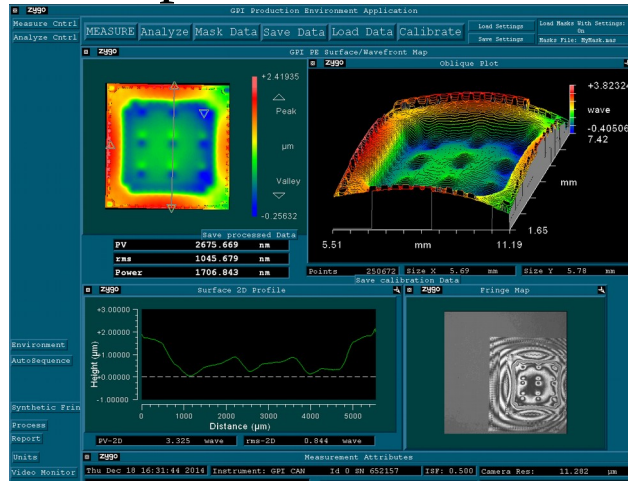 zygo GPI Production Environment Application
Measure Cntrl
Analyze Cntrl
MEASURE Analyze Mask Data Save Data Load Data Calibrate
Load Settings
Save Settings
Load Masks With Settings:
On
Masks File: MyMask.mas
zygo GPI PE Surface/Wavefront Map
+2.41935
Peak
µm
Valley
-0.25632
Save processed Data
PV 2675.669 nm
rms 1045.679 nm
Power 1706.843 nm
zygo Oblique Plot
+3.82324
wave
-0.40506
7.42
mm
1.65
5.51 mm 11.19
Points 250672 Size X 5.69 mm Size Y 5.78 mm
Save calibration Data
zygo Surface 2D Profile
+3.00000
+2.00000
+1.00000
+0.00000
-1.00000
Height (µm)
0 1000 2000 3000 4000 5000
Distance (µm)
PV-2D 3.325 wave rms-2D 0.844 wave
zygo Fringe Map
Environment
AutoSequence
Synthetic Frin
Process
Report
Units
Video Monitor
zygo Measurement Attributes
Thu Dec 18 16:31:44 2014 Instrument: GPI CAN Id 0 SN 652157 ISF: 0.500 Camera Res: 11.282 µm